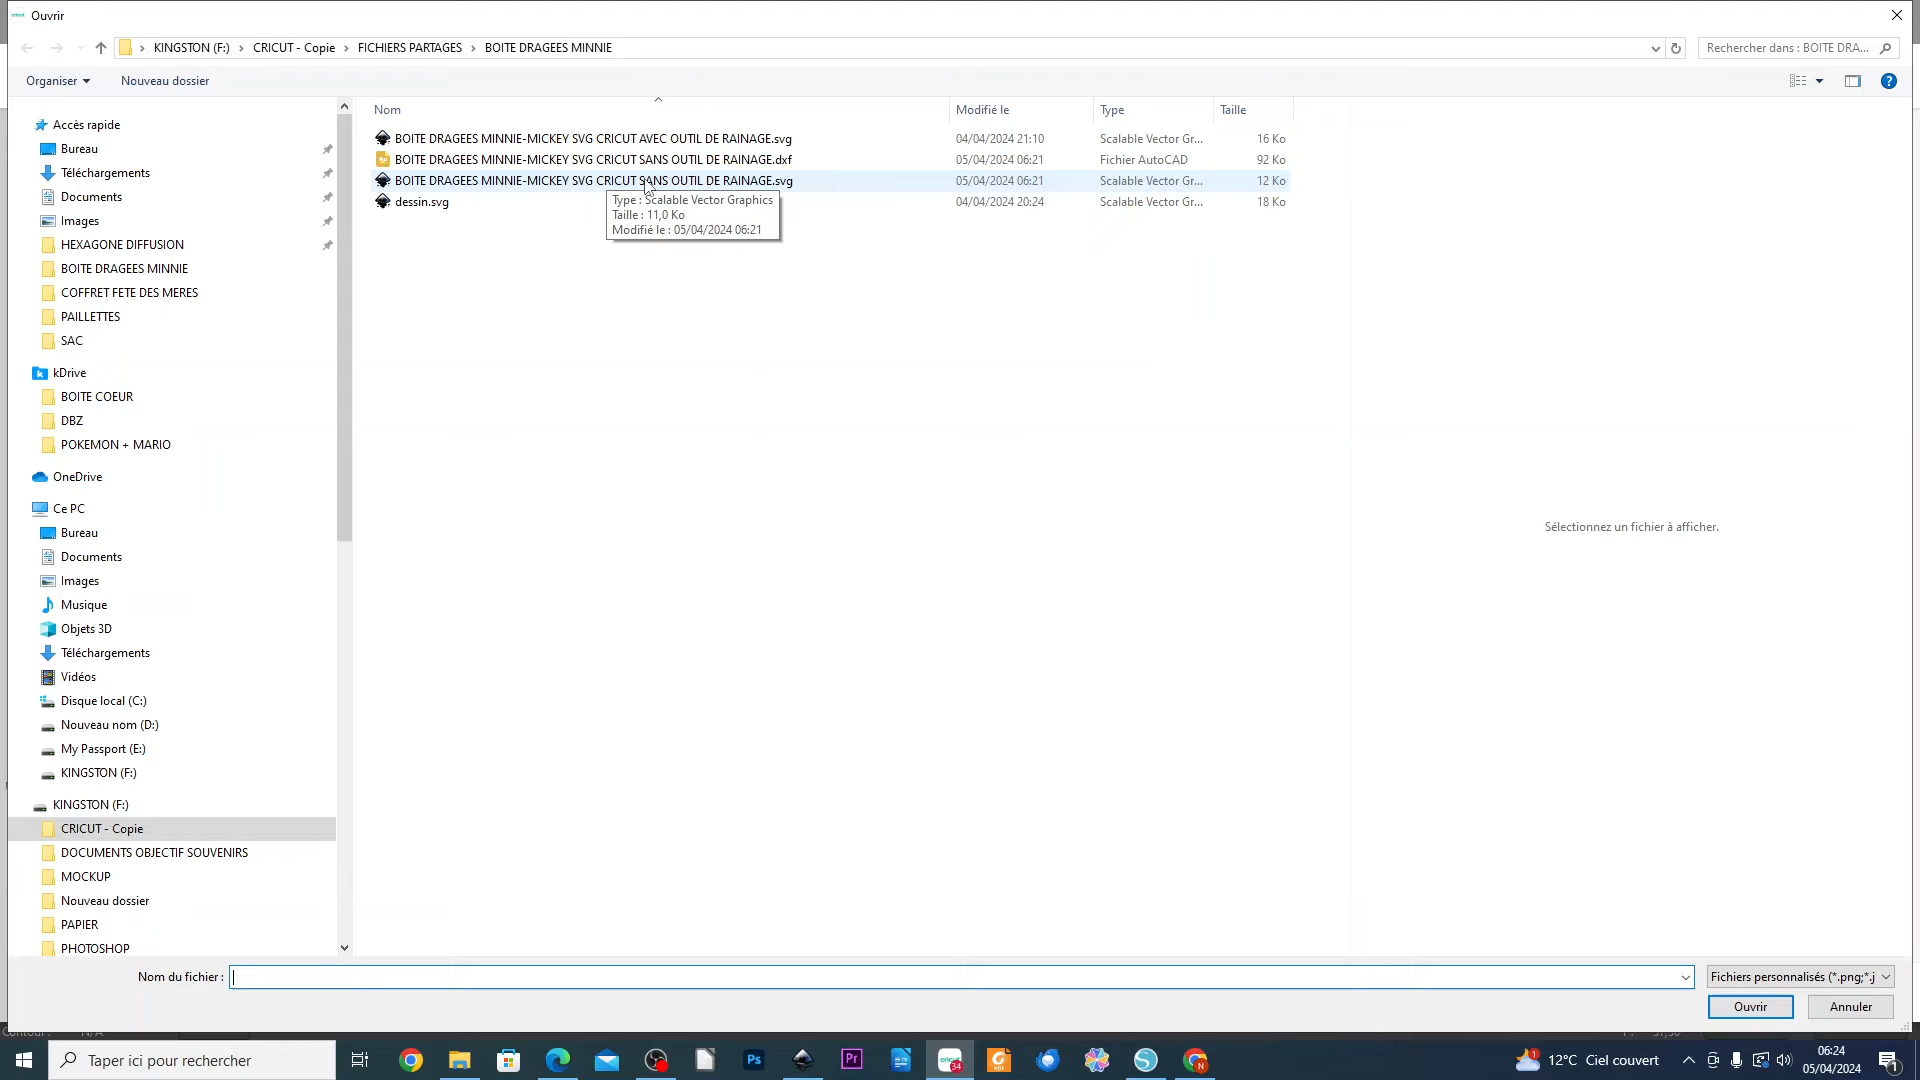 Ouvrir
KINGSTON (F:) CRICUT - Copie FICHIERS PARTAGES BOITE DRAGEES MINNIE
Rechercher dans : BOITE DRA...
Organiser Nouveau dossier
Nom Modifié le Type Taille
BOITE DRAGEES MINNIE-MICKEY SVG CRICUT AVEC OUTIL DE RAINAGE.svg 04/04/2024 21:10 Scalable Vector Gr... 16 Ko
BOITE DRAGEES MINNIE-MICKEY SVG CRICUT SANS OUTIL DE RAINAGE.dxf 05/04/2024 06:21 Fichier AutoCAD 92 Ko
BOITE DRAGEES MINNIE-MICKEY SVG CRICUT SANS OUTIL DE RAINAGE.svg 05/04/2024 06:21 Scalable Vector Gr... 12 Ko
dessin.svg 04/04/2024 20:24 Scalable Vector Gr... 18 Ko
Type : Scalable Vector Graphics
Taille : 11,0 Ko
Modifié le : 05/04/2024 06:21
Accès rapide
Bureau
Téléchargements
Documents
Images
HEXAGONE DIFFUSION
BOITE DRAGEES MINNIE
COFFRET FETE DES MERES
PAILLETTES
SAC
kDrive
BOITE COEUR
DBZ
POKEMON + MARIO
OneDrive
Ce PC
Bureau
Documents
Images
Musique
Objets 3D
Téléchargements
Vidéos
Disque local (C:)
Nouveau nom (D:)
My Passport (E:)
KINGSTON (F:)
KINGSTON (F:)
CRICUT - Copie
DOCUMENTS OBJECTIF SOUVENIRS
MOCKUP
Nouveau dossier
PAPIER
PHOTOSHOP
Sélectionnez un fichier à afficher.
Nom du fichier :
Fichiers personnalisés (*.png;*.j
Ouvrir Annuler
Taper ici pour rechercher
Ps
Pr
34
N
1
12°C Ciel couvert
06:24
05/04/2024
1